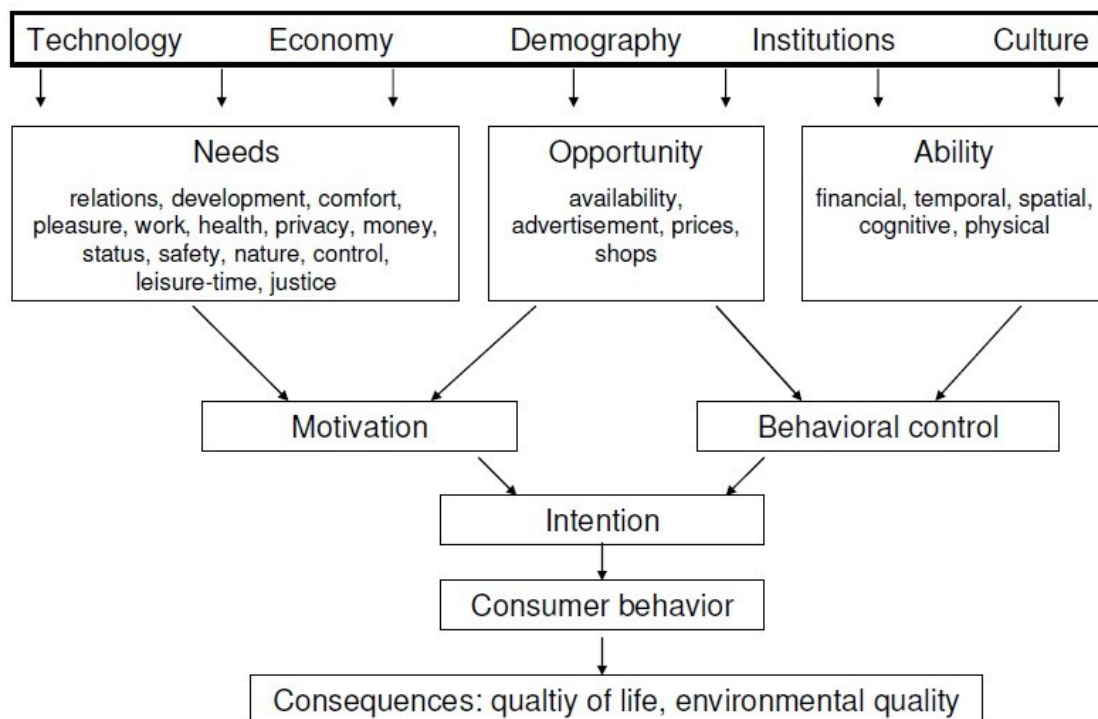 Technology Economy Demography Institutions Culture
Needs
relations, development, comfort,
pleasure, work, health, privacy, money,
status, safety, nature, control,
leisure-time, justice
Opportunity
availability,
advertisement, prices,
shops
Ability
financial, temporal, spatial,
cognitive, physical
Motivation
Behavioral control
Intention
Consumer behavior
Consequences: qualtiy of life, environmental quality